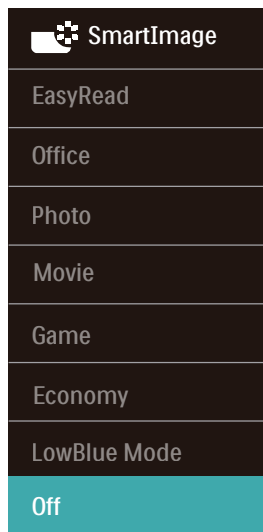 SmartImage
EasyRead
Office
Photo
Movie
Game
Economy
LowBlue Mode
Off